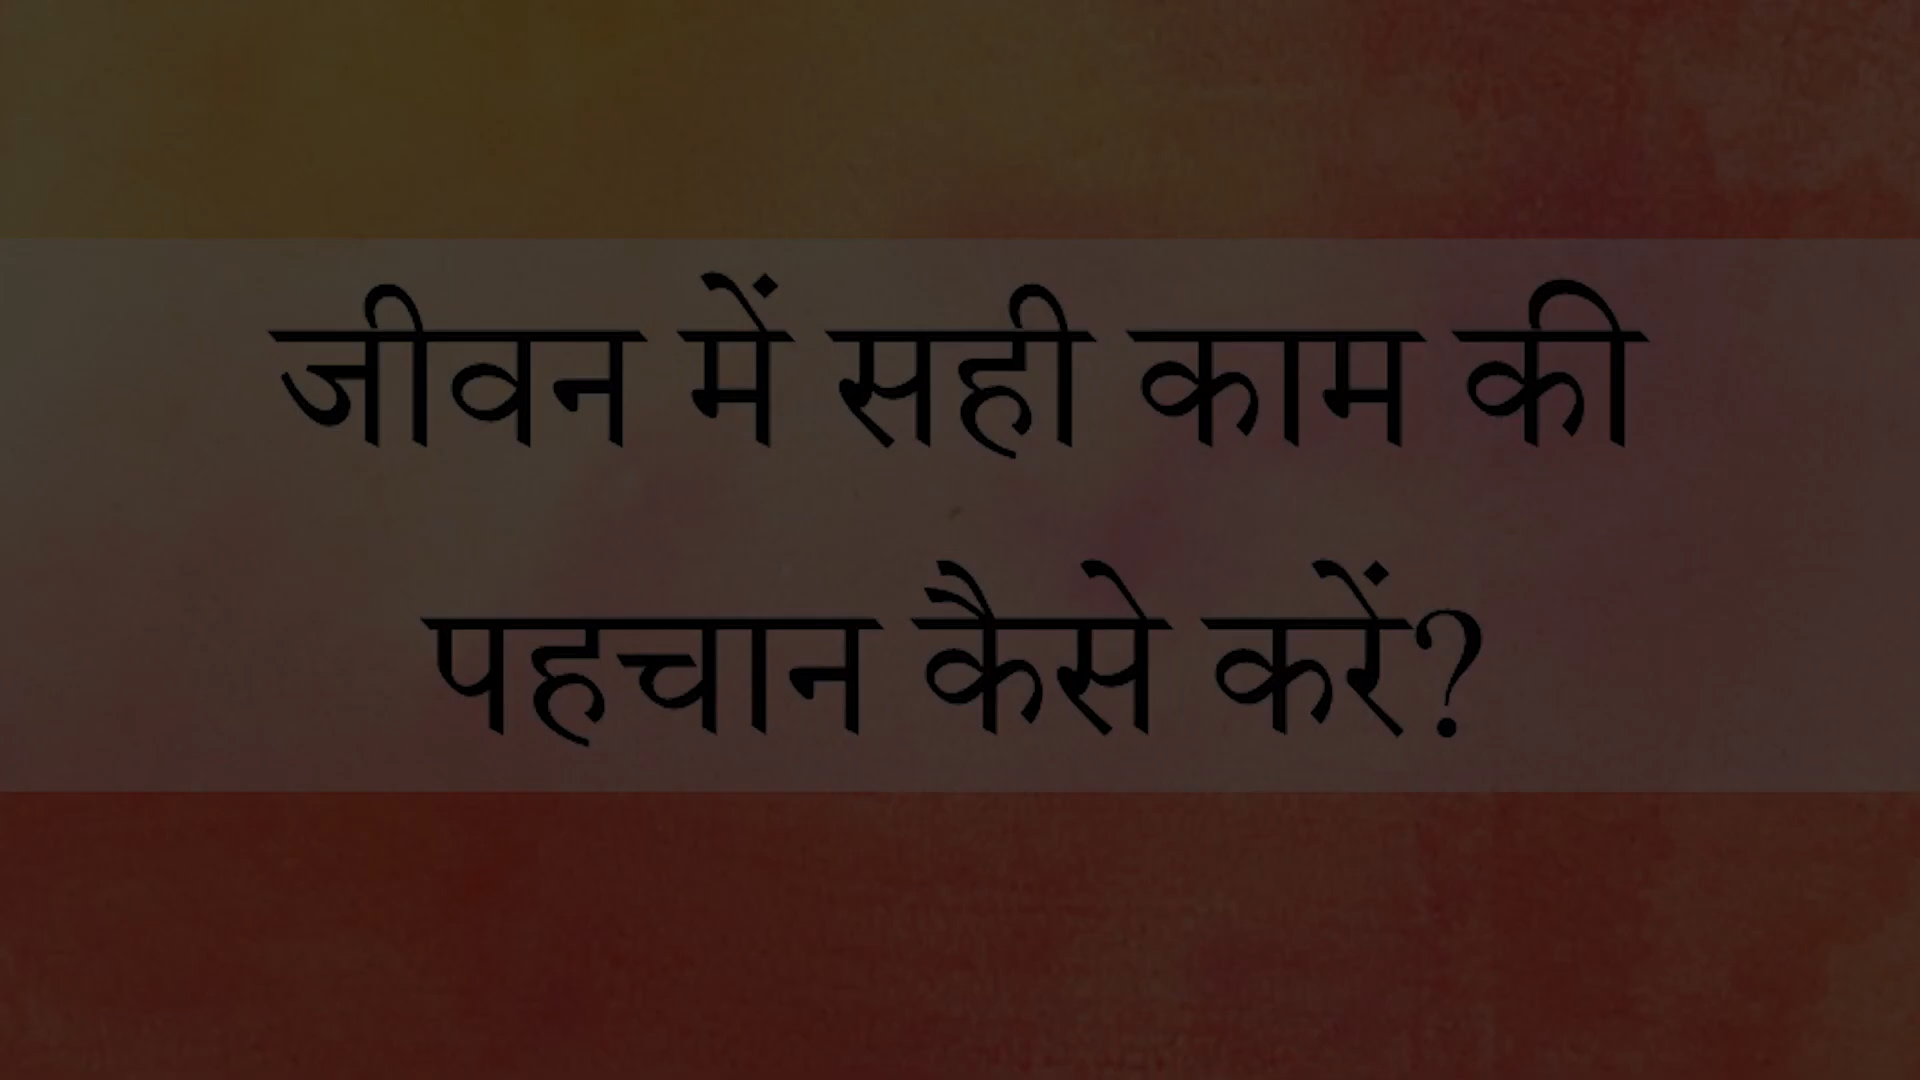 जीवन में सही काम की
पहचान कैसे करें?